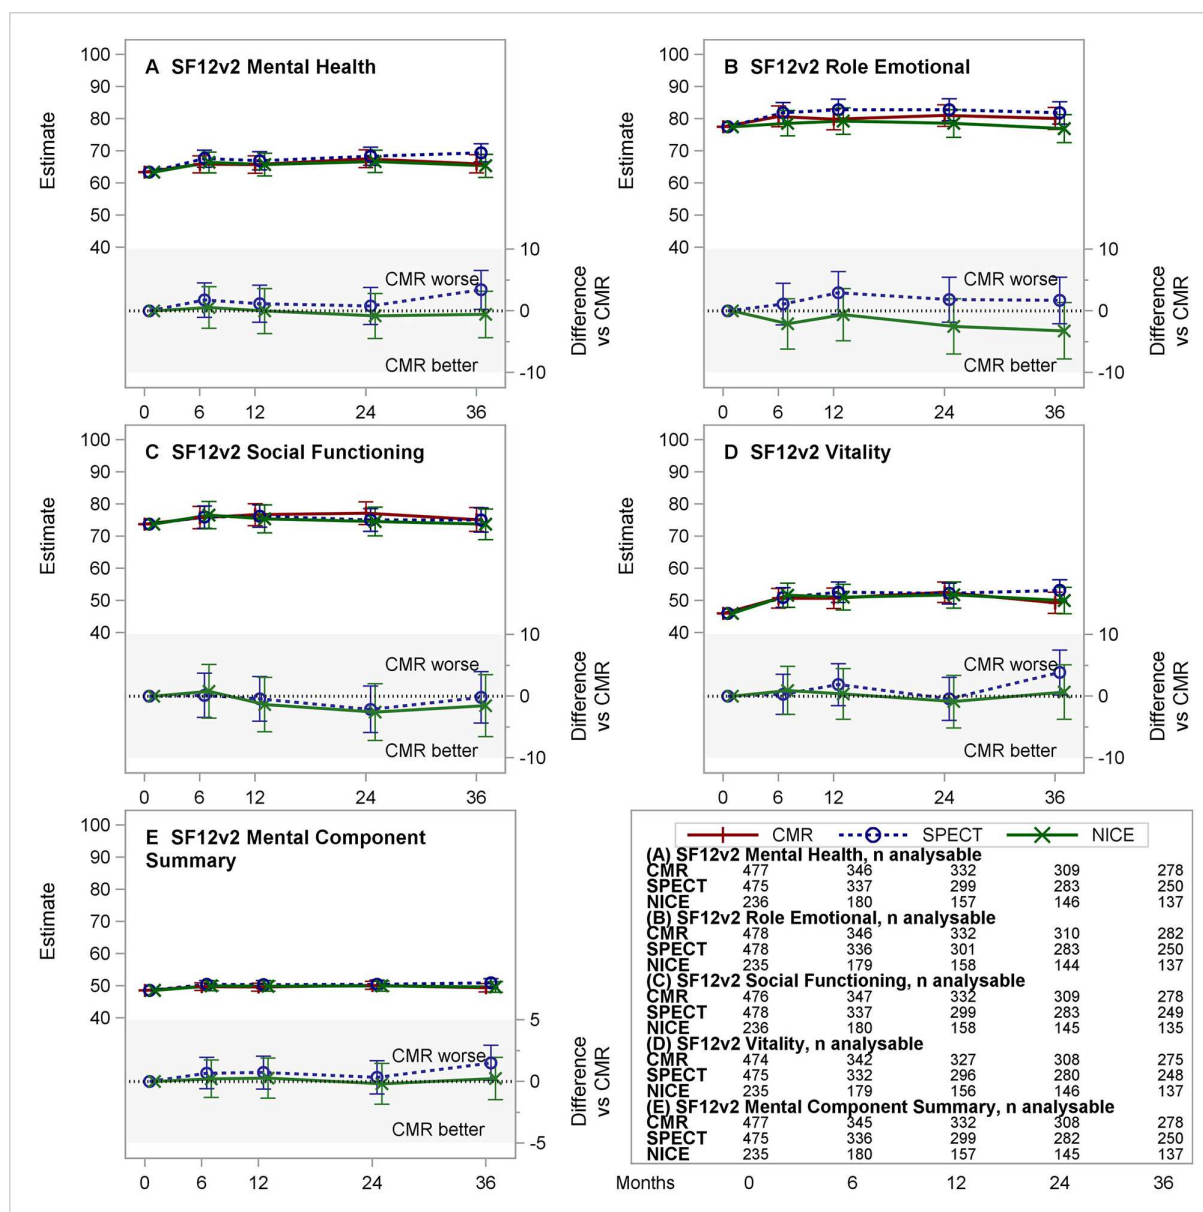 A SF12v2 Mental Health
100
90
80
70
60
50
40
Estimate
CMR worse
CMR better
10
0
-10
Difference
vs CMR
0 6 12 24 36
B SF12v2 Role Emotional
100
90
80
70
60
50
40
Estimate
CMR worse
CMR better
10
0
-10
Difference
vs CMR
0 6 12 24 36
C SF12v2 Social Functioning
100
90
80
70
60
50
40
Estimate
CMR worse
CMR better
10
0
-10
Difference
vs CMR
0 6 12 24 36
D SF12v2 Vitality
100
90
80
70
60
50
40
Estimate
CMR worse
CMR better
10
0
-10
Difference
vs CMR
0 6 12 24 36
E SF12v2 Mental Component
Summary
100
90
80
70
60
50
40
Estimate
CMR worse
CMR better
5
0
-5
Difference
vs CMR
0 6 12 24 36
CMR SPECT NICE
(A) SF12v2 Mental Health, n analysable
CMR 477 346 332 309 278
SPECT 475 337 299 283 250
NICE 236 180 157 146 137
(B) SF12v2 Role Emotional, n analysable
CMR 478 346 332 310 282
SPECT 478 336 301 283 250
NICE 235 179 158 144 137
(C) SF12v2 Social Functioning, n analysable
CMR 476 347 332 309 278
SPECT 478 337 299 283 249
NICE 236 180 158 145 135
(D) SF12v2 Vitality, n analysable
CMR 474 342 327 308 275
SPECT 475 332 296 280 248
NICE 235 179 156 146 137
(E) SF12v2 Mental Component Summary, n analysable
CMR 477 345 332 308 278
SPECT 475 336 299 282 250
NICE 235 180 157 145 137
Months 0 6 12 24 36